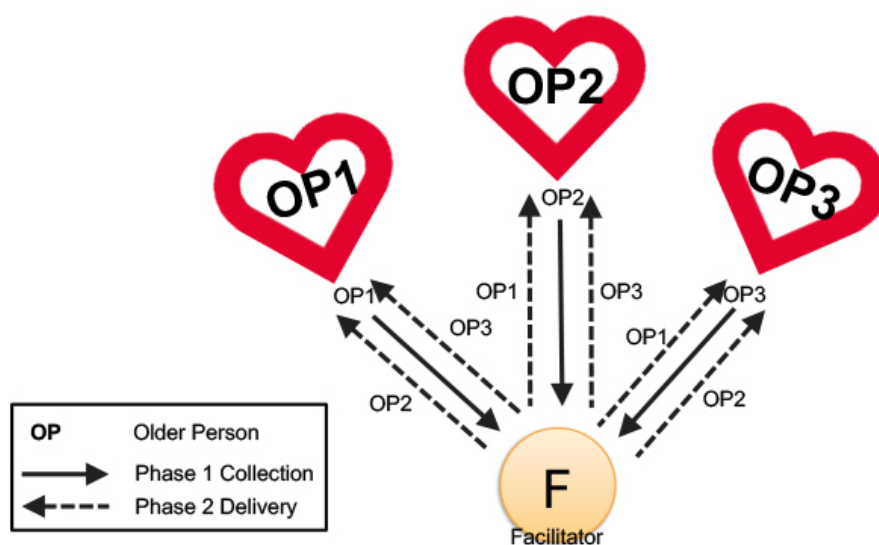 OP2
OP1
OP3
OP2
OP1
OP3
OP1
OP3
OP3
OP1
OP2
OP2
OP Older Person
Phase 1 Collection
Phase 2 Delivery
F
Facilitator